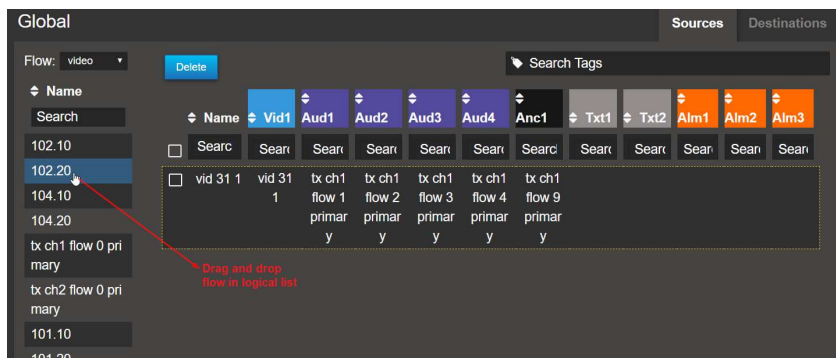 Global
Sources
Destinations
Flow: video
Delete
Search Tags
Name
Search
Name Vid1 Aud1 Aud2 Aud3 Aud4 Anc1 Txt1 Txt2 Alm1 Alm2 Alm3
102.10
102.20
104.10
104.20
tx ch1 flow 0 pri
mary
tx ch2 flow 0 pri
mary
101.10
vid 31 1
vid 31
1
tx ch1
flow 1
primar
y
tx ch1
flow 2
primar
y
tx ch1
flow 3
primar
y
tx ch1
flow 4
primar
y
tx ch1
flow 9
primar
y
Drag and drop
flow in logical list